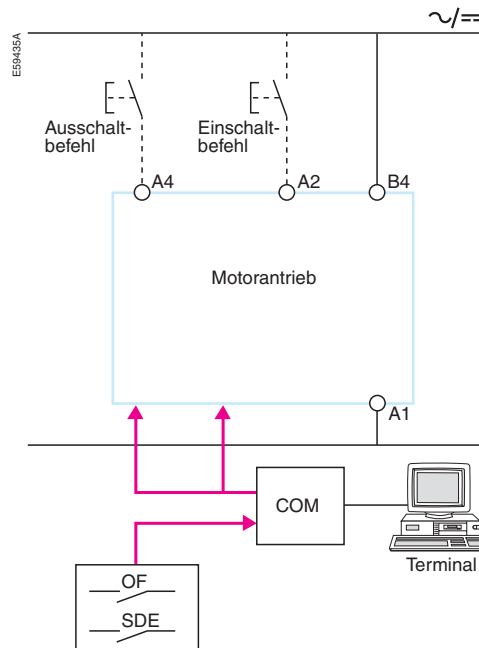 ~/⎓
E59435A
Ausschalt-
befehl
Einschalt-
befehl
A4
A2
B4
Motorantrieb
A1
COM
Terminal
OF
SDE